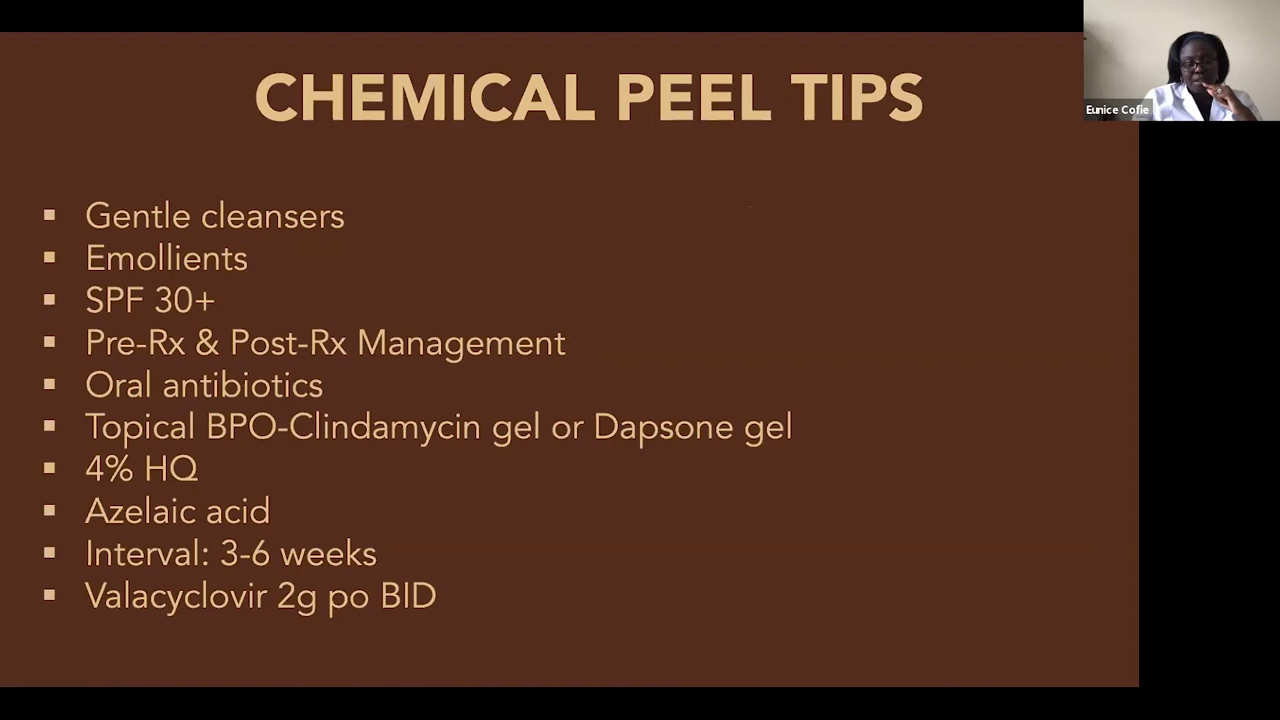 CHEMICAL PEEL TIPS
Eunice Cofie
▪ Gentle cleansers
▪ Emollients
▪ SPF 30+
▪ Pre-Rx & Post-Rx Management
▪ Oral antibiotics
▪ Topical BPO-Clindamycin gel or Dapsone gel
▪ 4% HQ
▪ Azelaic acid
▪ Interval: 3-6 weeks
▪ Valacyclovir 2g po BID